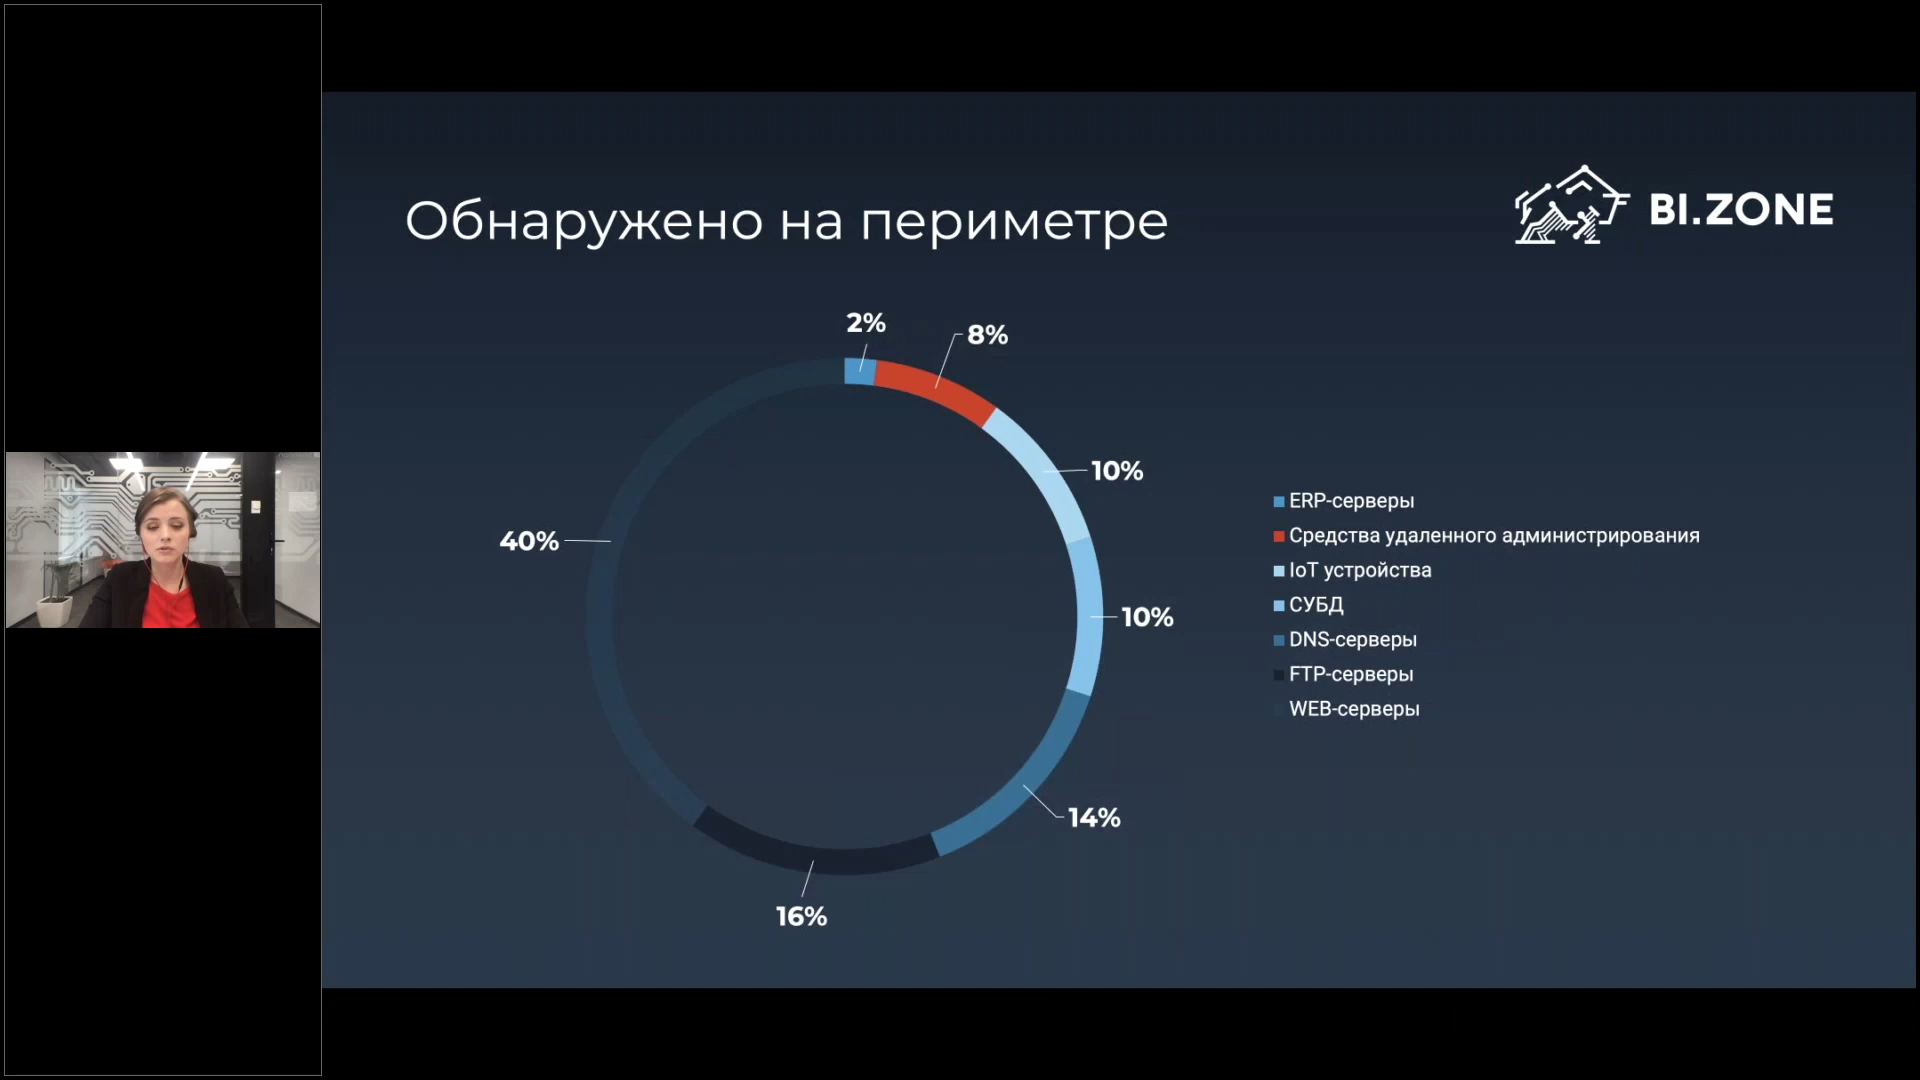 Обнаружено на периметре
BI.ZONE
2%
8%
10%
10%
14%
16%
40%
ERP-серверы
Средства удаленного администрирования
IoT устройства
СУБД
DNS-серверы
FTP-серверы
WEB-серверы